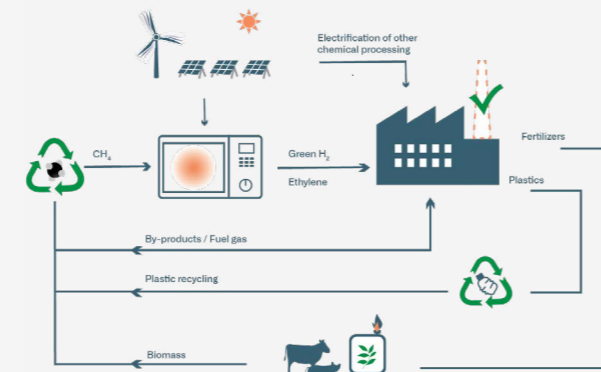 Electrification of other
chemical processing
Fertilizers
CH₄
Green H₂
Ethylene
Plastics
By-products / Fuel gas
Plastic recycling
Biomass